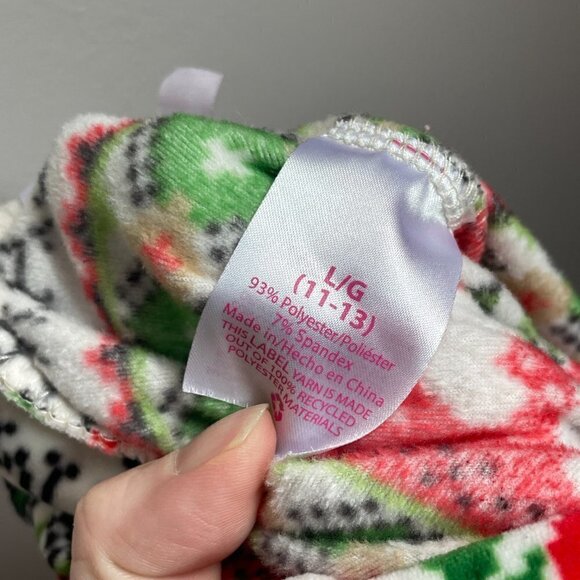 L/G
(11-13)
93% Polyester/Poliéster
7% Spandex
Made in/Hecho en China
THIS LABEL YARN IS MADE
OUT OF 100% RECYCLED
POLYESTER MATERIALS